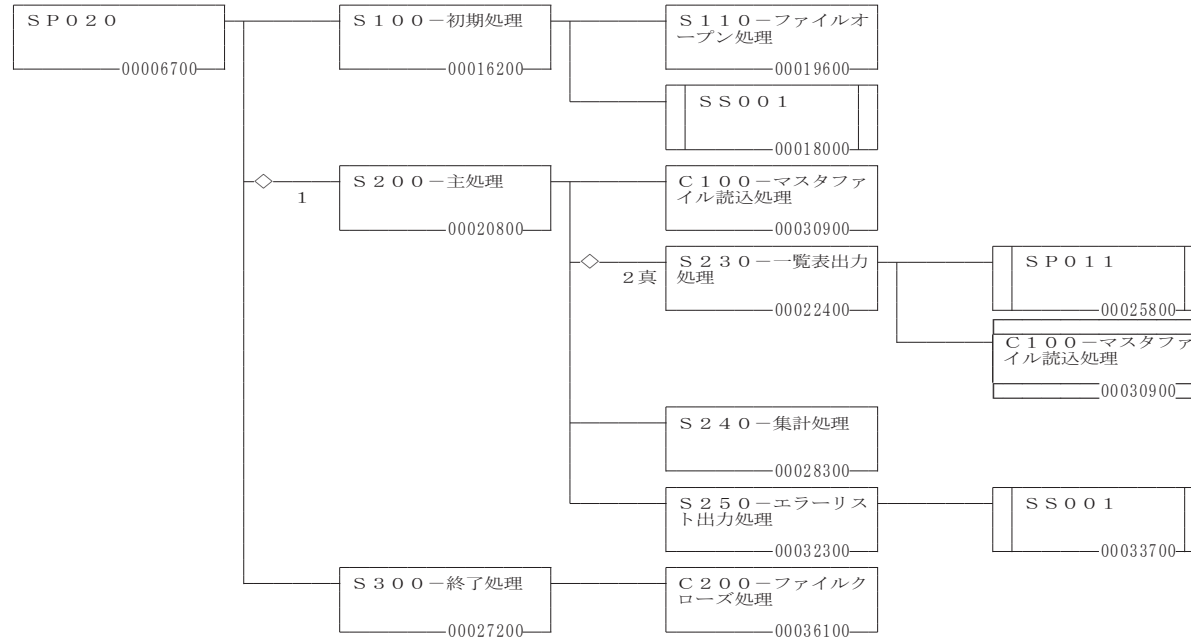 ＳＰ０２０
00006700
Ｓ１００－初期処理
00016200
Ｓ１１０－ファイルオ
ープン処理
00019600
ＳＳ００１
00018000
1
Ｓ２００－主処理
00020800
Ｃ１００－マスタファ
イル読込処理
00030900
2真
Ｓ２３０－一覧表出力
処理
00022400
ＳＰ０１１
00025800
Ｃ１００－マスタファ
イル読込処理
00030900
Ｓ２４０－集計処理
00028300
Ｓ２５０－エラーリス
ト出力処理
00032300
ＳＳ００１
00033700
Ｓ３００－終了処理
00027200
Ｃ２００－ファイルク
ローズ処理
00036100